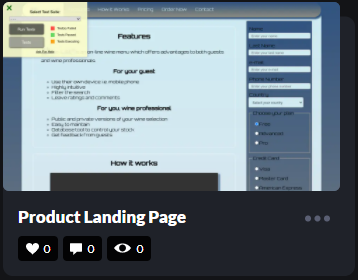 Select Test Suite
How It Works Pricing Order Now Contact
Run Tests
Tests Failed
Tests Passed
Tests Executing
Tests
Features
line wine menu which offers advantages to both guests
and wine professionals.
For your guest
Use their own device i.e. mobile phone
Highly intuitive
Filter the research
Leave ratings and comments
For you, wine professional
Public and private versions of your wine selection
Easy to maintain
Database tool to control your stock
Get Feedback from guests
How it works
Name
Enter your name
Last name
Enter your last name
E-mail
Enter your e-mail
Phone number
Enter your phone number
Country
Select your country
Choose your plan
Free
Advanced
Pro
Credit Card
Visa
Master Card
American Express
Product Landing Page
0 0 0